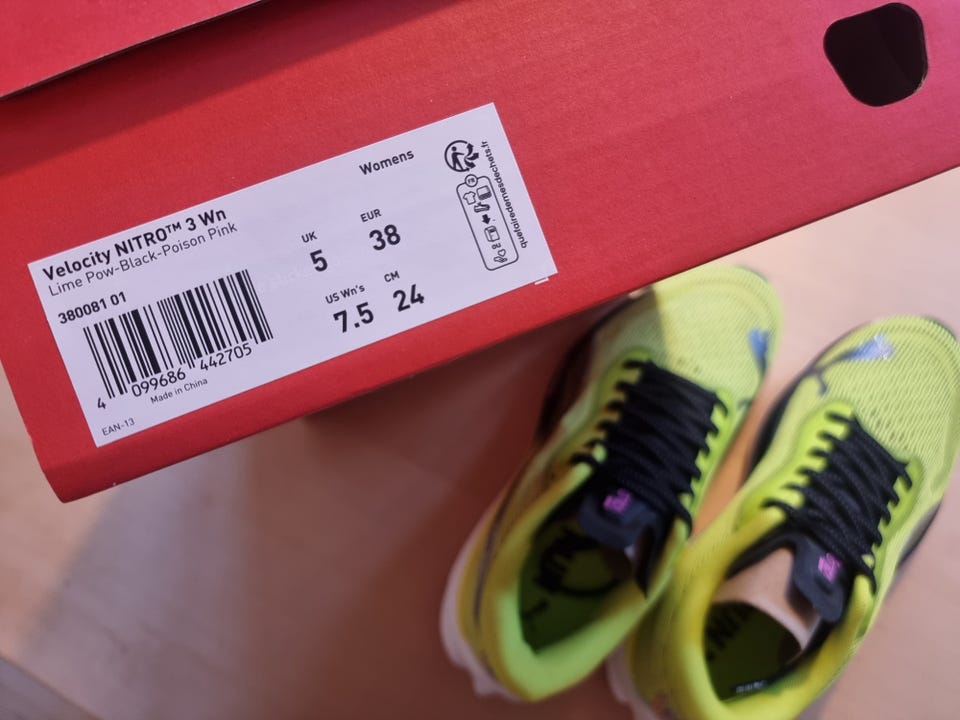 Womens
Velocity NITRO™ 3 Wn
Lime Pow-Black-Poison Pink
380081 01
UK
5
EUR
38
US Wn's
7.5
CM
24
4 099686 442705
Made in China
EAN-13
FR
quefairedemesdechets.fr